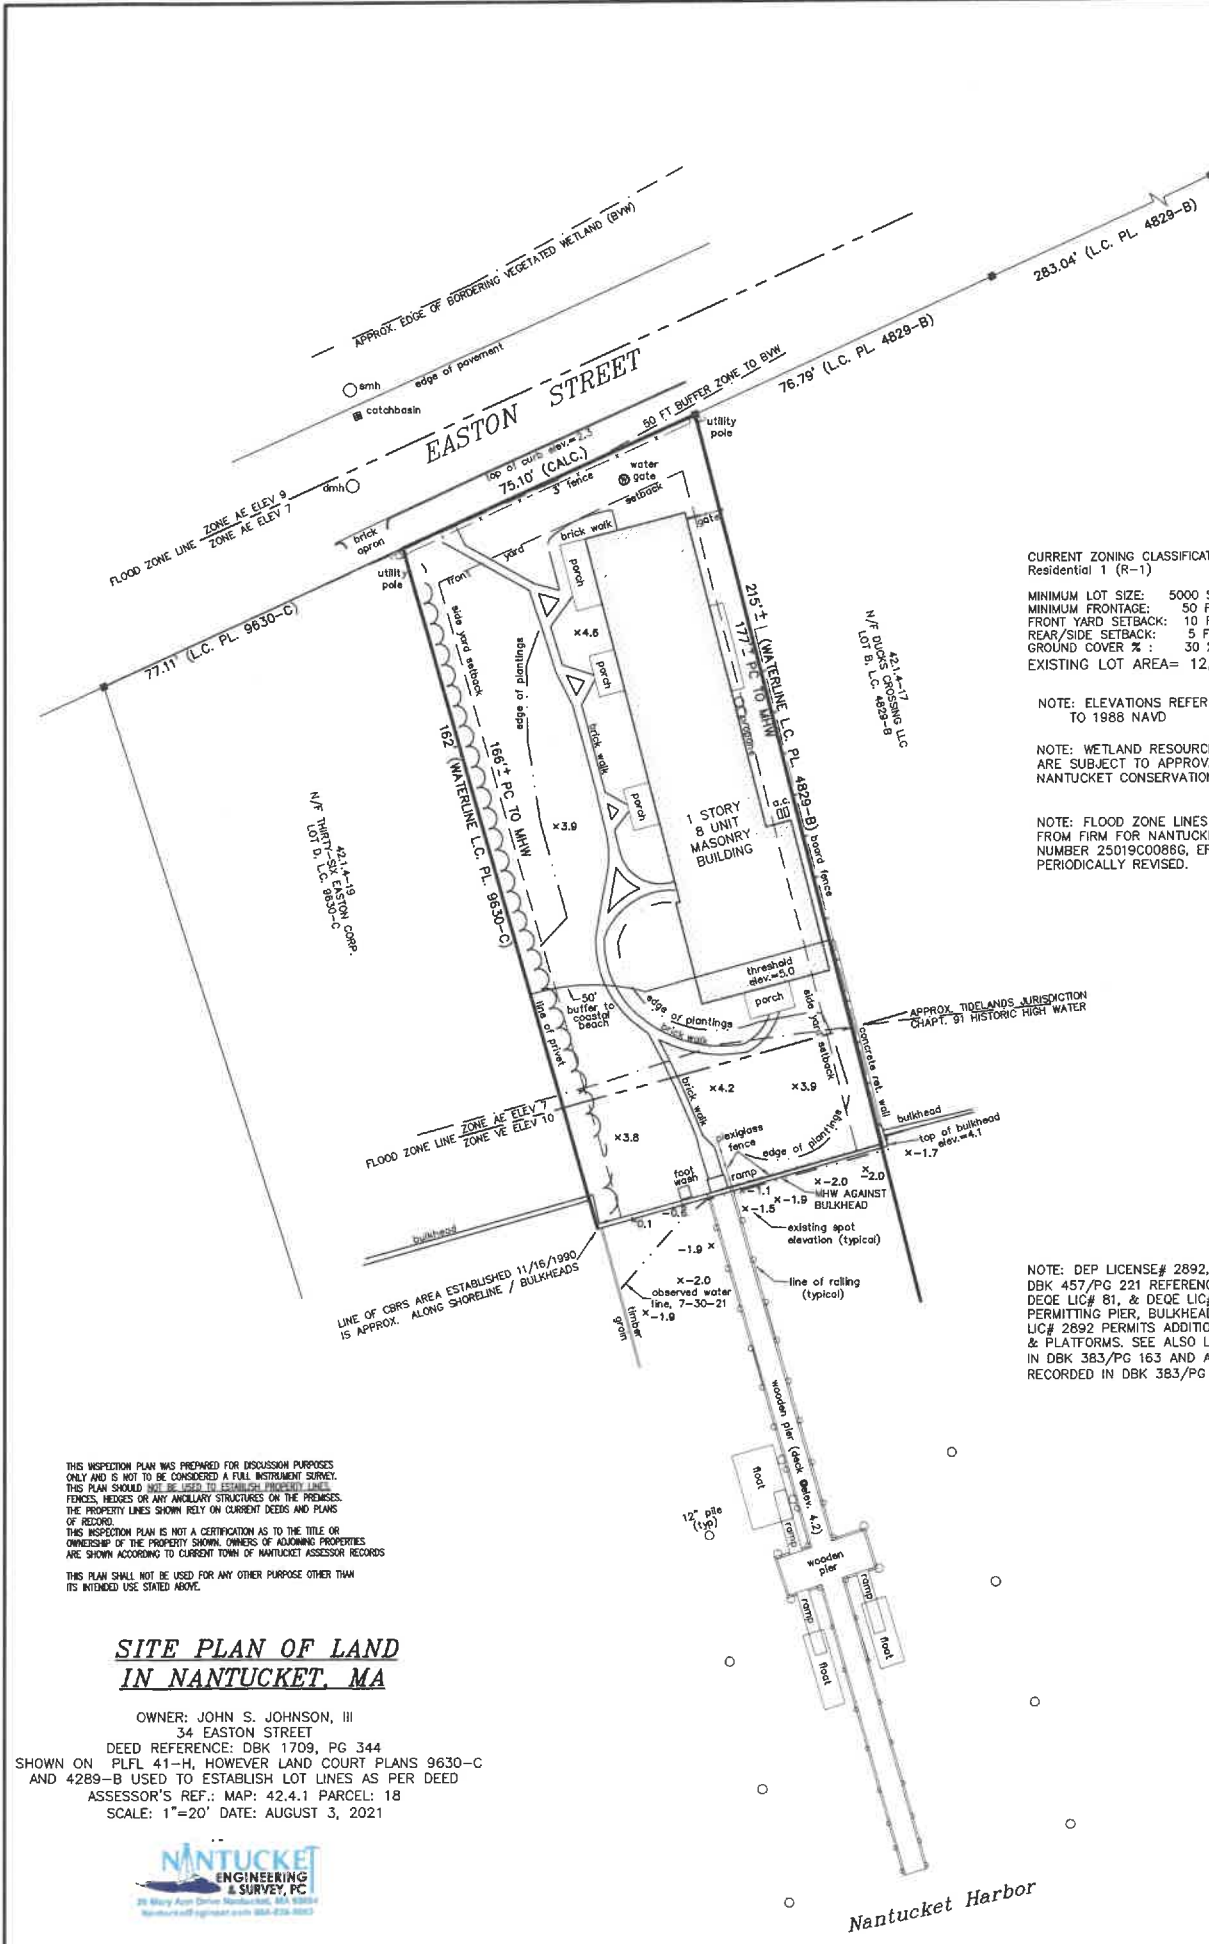 APPROX. EDGE OF BORDERING VEGETATED WETLAND (BVW)
283.04' (L.C. PL. 4829-B)
smh
edge of pavement
catchbasin
EASTON STREET
76.79' (L.C. PL. 4829-B)
50 FT BUFFER ZONE TO BVW
utility
pole
top of curb elev.=2.3
75.10' (CALC.)
3' fence
water
gate
setback
dmh
FLOOD ZONE LINE
ZONE AE ELEV 9
ZONE AE ELEV 7
brick
apron
utility
pole
front
yard
brick walk
gate
porch
77.11' (L.C. PL. 9630-C)
side yard setback
edge of plantings
×4.6
porch
215'± (WATERLINE L.C. PL. 4829-B)
177'± PC TO MHW
propane
N/F DUCKS CROSSING LLC
42.1.4-17
LOT B, L.C. 4829-B
162' (WATERLINE L.C. PL. 9630-C)
166'± PC TO MHW
brick walk
porch
×3.9
1 STORY
8 UNIT
MASONRY
BUILDING
a.c.
board fence
42.1.4-19
N/F THIRTY-SIX EASTON CORP.
LOT D, L.C. 9630-C
CURRENT ZONING CLASSIFICAT
Residential 1 (R-1)
MINIMUM LOT SIZE: 5000 S
MINIMUM FRONTAGE: 50 F
FRONT YARD SETBACK: 10 F
REAR/SIDE SETBACK: 5 F
GROUND COVER % : 30 %
EXISTING LOT AREA= 12,
NOTE: ELEVATIONS REFER
TO 1988 NAVD
NOTE: WETLAND RESOURC
ARE SUBJECT TO APPROV
NANTUCKET CONSERVATION
NOTE: FLOOD ZONE LINES
FROM FIRM FOR NANTUCK
NUMBER 25019C0086G, EF
PERIODICALLY REVISED.
threshold
elev.=5.0
porch
50'
buffer to
coastal
beach
edge of plantings
brick walk
line of privet
side yard
setback
APPROX. TIDELANDS JURISDICTION
CHAPT. 91 HISTORIC HIGH WATER
concrete ret. wall
brick walk
×4.2
×3.9
FLOOD ZONE LINE
ZONE AE ELEV 7
ZONE VE ELEV 10
×3.8
plexiglass
fence
edge of plantings
bulkhead
top of bulkhead
elev.=4.1
×-1.7
foot
wash
ramp
×-2.0
×-2.0
×-1.1
×-1.9
MHW AGAINST
BULKHEAD
×-1.5
×0.1
-0.6
existing spot
elevation (typical)
bulkhead
-1.9 ×
×-2.0
observed water
line, 7-30-21
×-1.9
line of railing
(typical)
timber
groin
LINE OF CBRS AREA ESTABLISHED 11/16/1990
IS APPROX. ALONG SHORELINE / BULKHEADS
NOTE: DEP LICENSE# 2892,
DBK 457/PG 221 REFERENC
DEQE LIC# 81, & DEQE LIC#
PERMITTING PIER, BULKHEAD
LIC# 2892 PERMITS ADDITIO
& PLATFORMS. SEE ALSO L
IN DBK 383/PG 163 AND A
RECORDED IN DBK 383/PG
wooden pier (deck @elev. 4.2)
float
ramp
12" pile
(typ)
wooden
pier
ramp
float
ramp
float
THIS INSPECTION PLAN WAS PREPARED FOR DISCUSSION PURPOSES
ONLY AND IS NOT TO BE CONSIDERED A FULL INSTRUMENT SURVEY.
THIS PLAN SHOULD NOT BE USED TO ESTABLISH PROPERTY LINES,
FENCES, HEDGES OR ANY ANCILLARY STRUCTURES ON THE PREMISES.
THE PROPERTY LINES SHOWN RELY ON CURRENT DEEDS AND PLANS
OF RECORD.
THIS INSPECTION PLAN IS NOT A CERTIFICATION AS TO THE TITLE OR
OWNERSHIP OF THE PROPERTY SHOWN. OWNERS OF ADJOINING PROPERTIES
ARE SHOWN ACCORDING TO CURRENT TOWN OF NANTUCKET ASSESSOR RECORDS
THIS PLAN SHALL NOT BE USED FOR ANY OTHER PURPOSE OTHER THAN
ITS INTENDED USE STATED ABOVE.
SITE PLAN OF LAND
IN NANTUCKET, MA
OWNER: JOHN S. JOHNSON, III
34 EASTON STREET
DEED REFERENCE: DBK 1709, PG 344
SHOWN ON PLFL 41-H, HOWEVER LAND COURT PLANS 9630-C
AND 4289-B USED TO ESTABLISH LOT LINES AS PER DEED
ASSESSOR'S REF.: MAP: 42.4.1 PARCEL: 18
SCALE: 1"=20' DATE: AUGUST 3, 2021
NANTUCKET
ENGINEERING
& SURVEY, PC
Nantucket Harbor